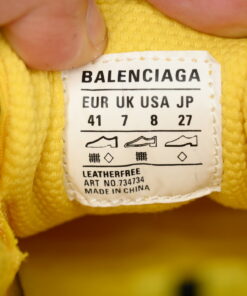 BALENCIAGA
EUR UK USA JP
41 7 8 27
LEATHERFREE
ART NO. 734734
MADE IN CHINA